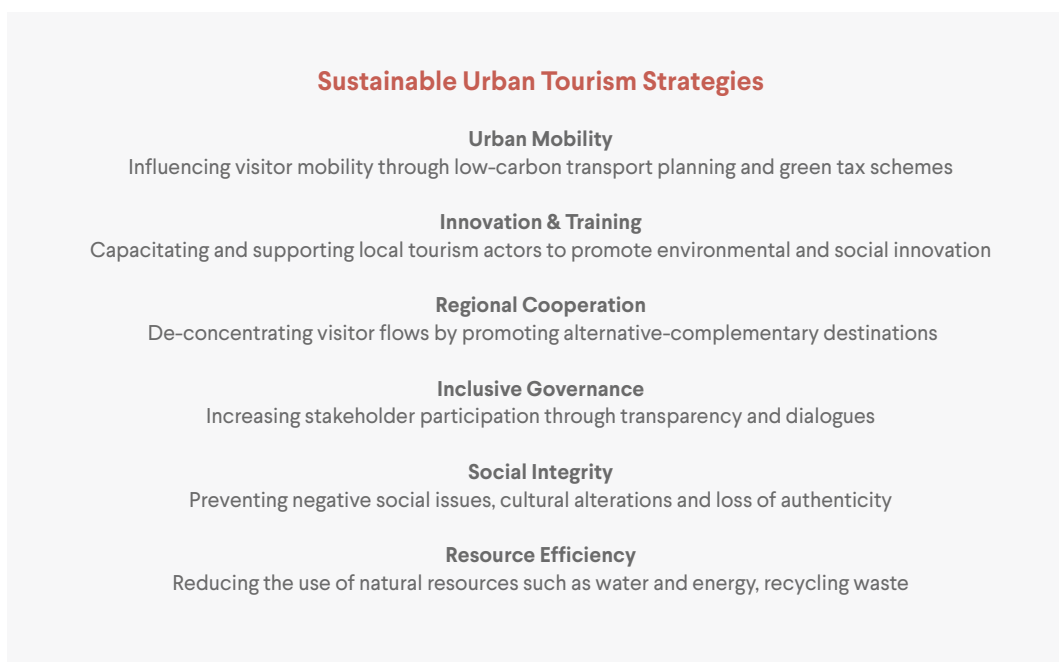 Sustainable Urban Tourism Strategies
Urban Mobility
Influencing visitor mobility through low-carbon transport planning and green tax schemes
Innovation & Training
Capacitating and supporting local tourism actors to promote environmental and social innovation
Regional Cooperation
De-concentrating visitor flows by promoting alternative-complementary destinations
Inclusive Governance
Increasing stakeholder participation through transparency and dialogues
Social Integrity
Preventing negative social issues, cultural alterations and loss of authenticity
Resource Efficiency
Reducing the use of natural resources such as water and energy, recycling waste